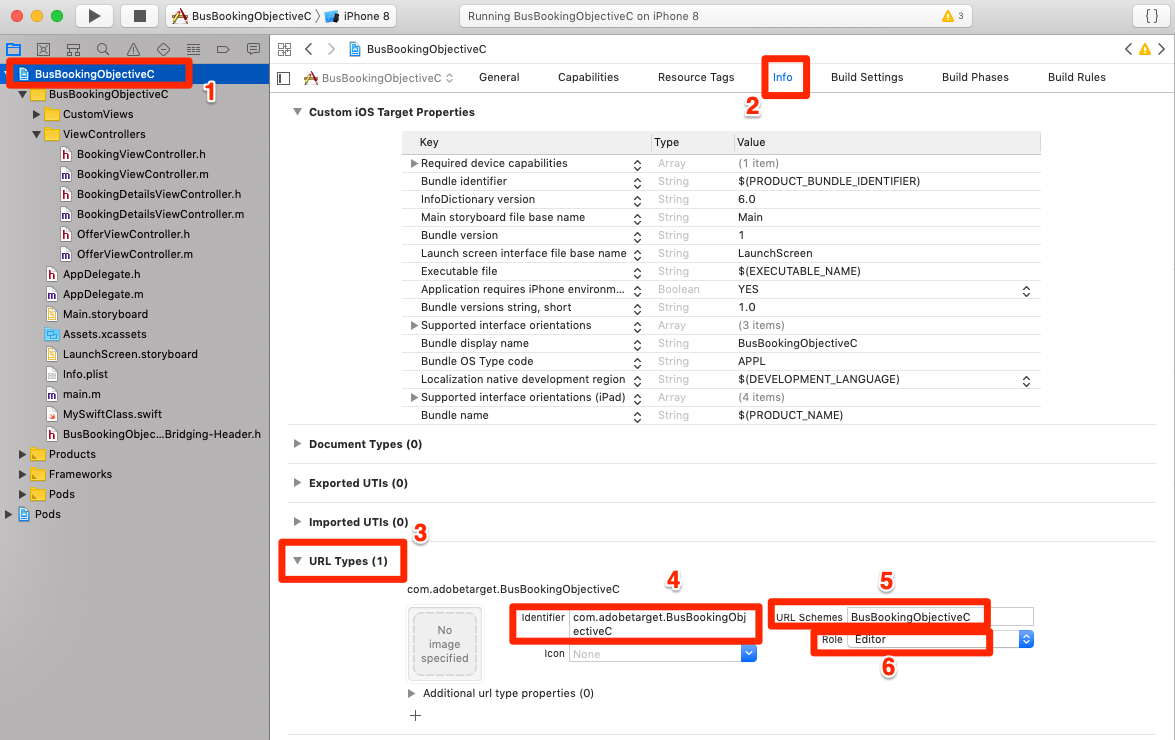 BusBookingObjectiveC iPhone 8
Running BusBookingObjectiveC on iPhone 8
3
{ }
BusBookingObjectiveC
1
BusBookingObjectiveC
CustomViews
ViewControllers
BookingViewController.h
BookingViewController.m
BookingDetailsViewController.h
BookingDetailsViewController.m
OfferViewController.h
OfferViewController.m
AppDelegate.h
AppDelegate.m
Main.storyboard
Assets.xcassets
LaunchScreen.storyboard
Info.plist
main.m
MySwiftClass.swift
BusBookingObjec...Bridging-Header.h
Products
Frameworks
Pods
Pods
BusBookingObjectiveC
BusBookingObjectiveC General Capabilities Resource Tags Info Build Settings Build Phases Build Rules
2
Custom iOS Target Properties
Key Type Value
Required device capabilities Array (1 item)
Bundle identifier String $(PRODUCT_BUNDLE_IDENTIFIER)
InfoDictionary version String 6.0
Main storyboard file base name String Main
Bundle version String 1
Launch screen interface file base name String LaunchScreen
Executable file String $(EXECUTABLE_NAME)
Application requires iPhone environm... Boolean YES
Bundle versions string, short String 1.0
Supported interface orientations Array (3 items)
Bundle display name String BusBookingObjectiveC
Bundle OS Type code String APPL
Localization native development region String $(DEVELOPMENT_LANGUAGE)
Supported interface orientations (iPad) Array (4 items)
Bundle name String $(PRODUCT_NAME)
Document Types (0)
Exported UTIs (0)
Imported UTIs (0)
3
URL Types (1)
com.adobetarget.BusBookingObjectiveC
No
image
specified
4
Identifier com.adobetarget.BusBookingObj
ectiveC
Icon None
5
URL Schemes BusBookingObjectiveC
Role Editor
6
Additional url type properties (0)
+